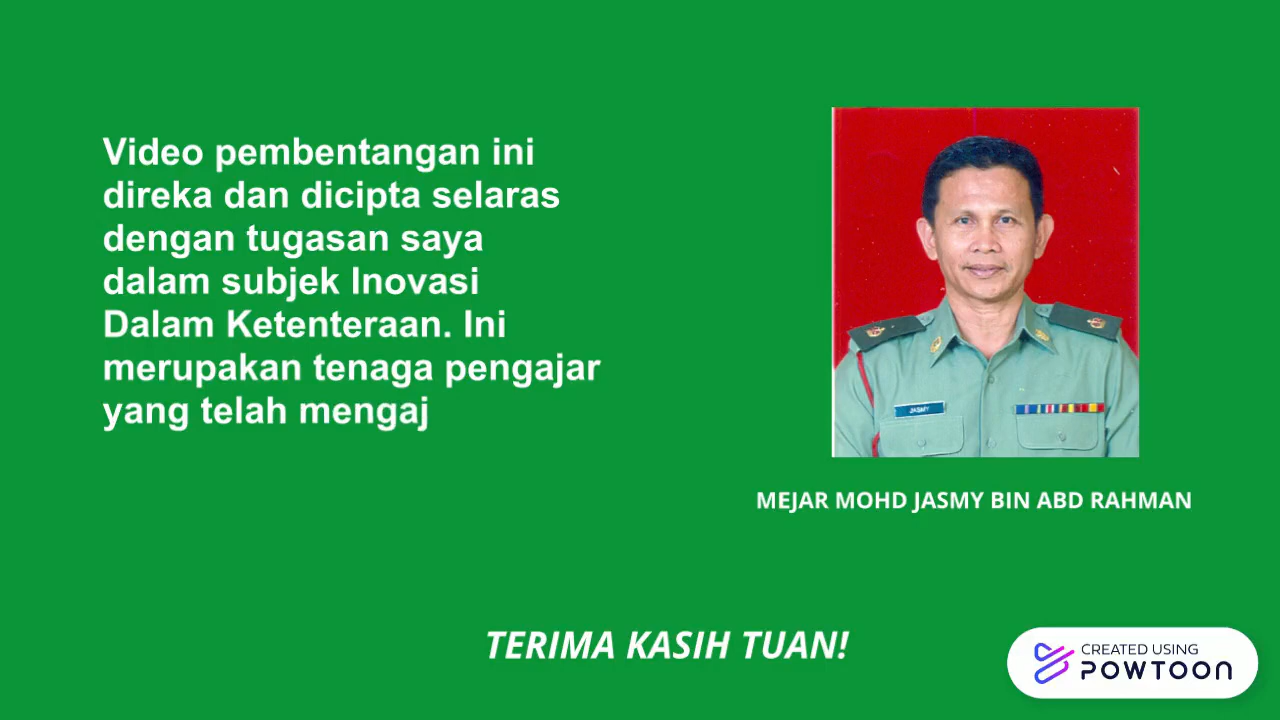 Video pembentangan ini
direka dan dicipta selaras
dengan tugasan saya
dalam subjek Inovasi
Dalam Ketenteraan. Ini
merupakan tenaga pengajar
yang telah mengaj
JASMY
MEJAR MOHD JASMY BIN ABD RAHMAN
TERIMA KASIH TUAN!
CREATED USING
POWTOON